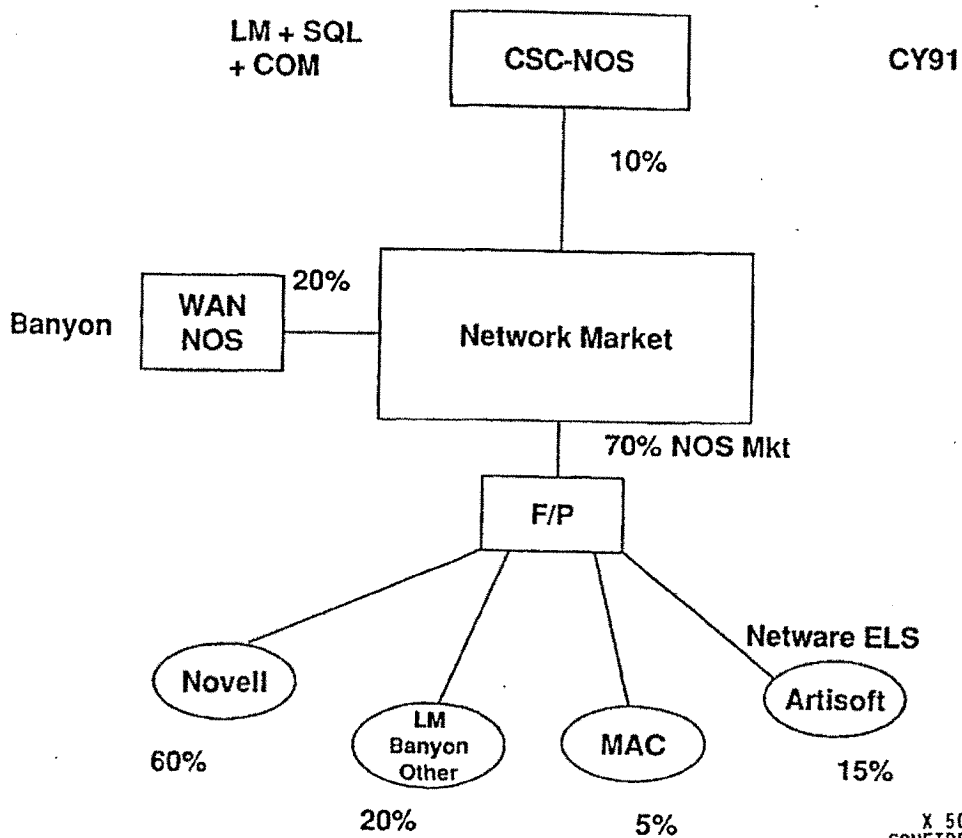 LM + SQL
+ COM
CSC-NOS
CY91
10%
20%
Banyon
WAN
NOS
Network Market
70% NOS Mkt
F/P
Netware ELS
Novell
LM
Banyon
Other
MAC
Artisoft
60%
20%
5%
15%